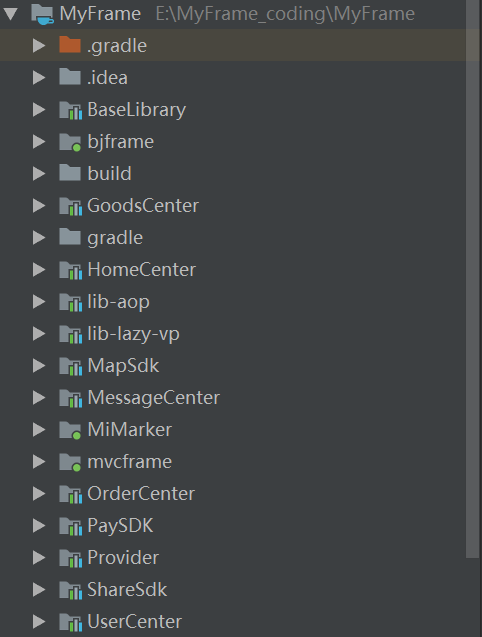 MyFrame E:\MyFrame_coding\MyFrame
.gradle
.idea
BaseLibrary
bjframe
build
GoodsCenter
gradle
HomeCenter
lib-aop
lib-lazy-vp
MapSdk
MessageCenter
MiMarker
mvcframe
OrderCenter
PaySDK
Provider
ShareSdk
UserCenter